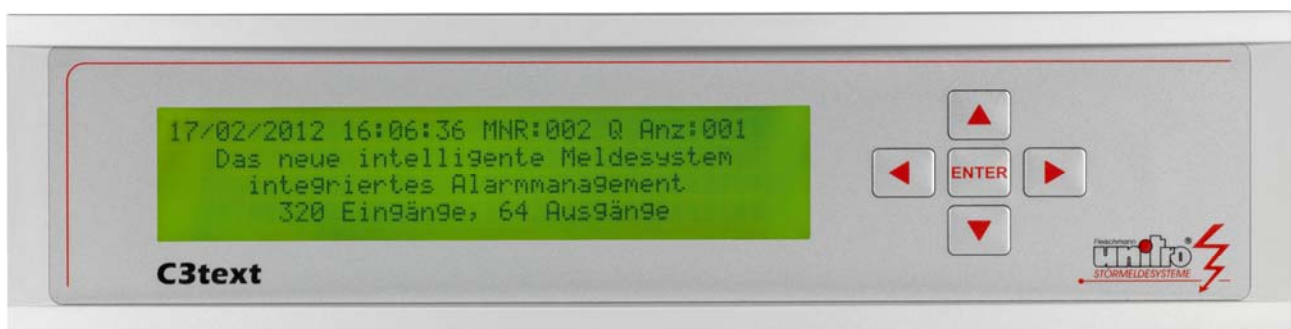 17/02/2012 16:06:36 MNR:002 Q Anz:001
Das neue intelligente Meldesystem
integriertes Alarmmanagement
320 Eingänge, 64 Ausgänge
ENTER
C3text
Fleischmann
unitro®
STÖRMELDESYSTEME